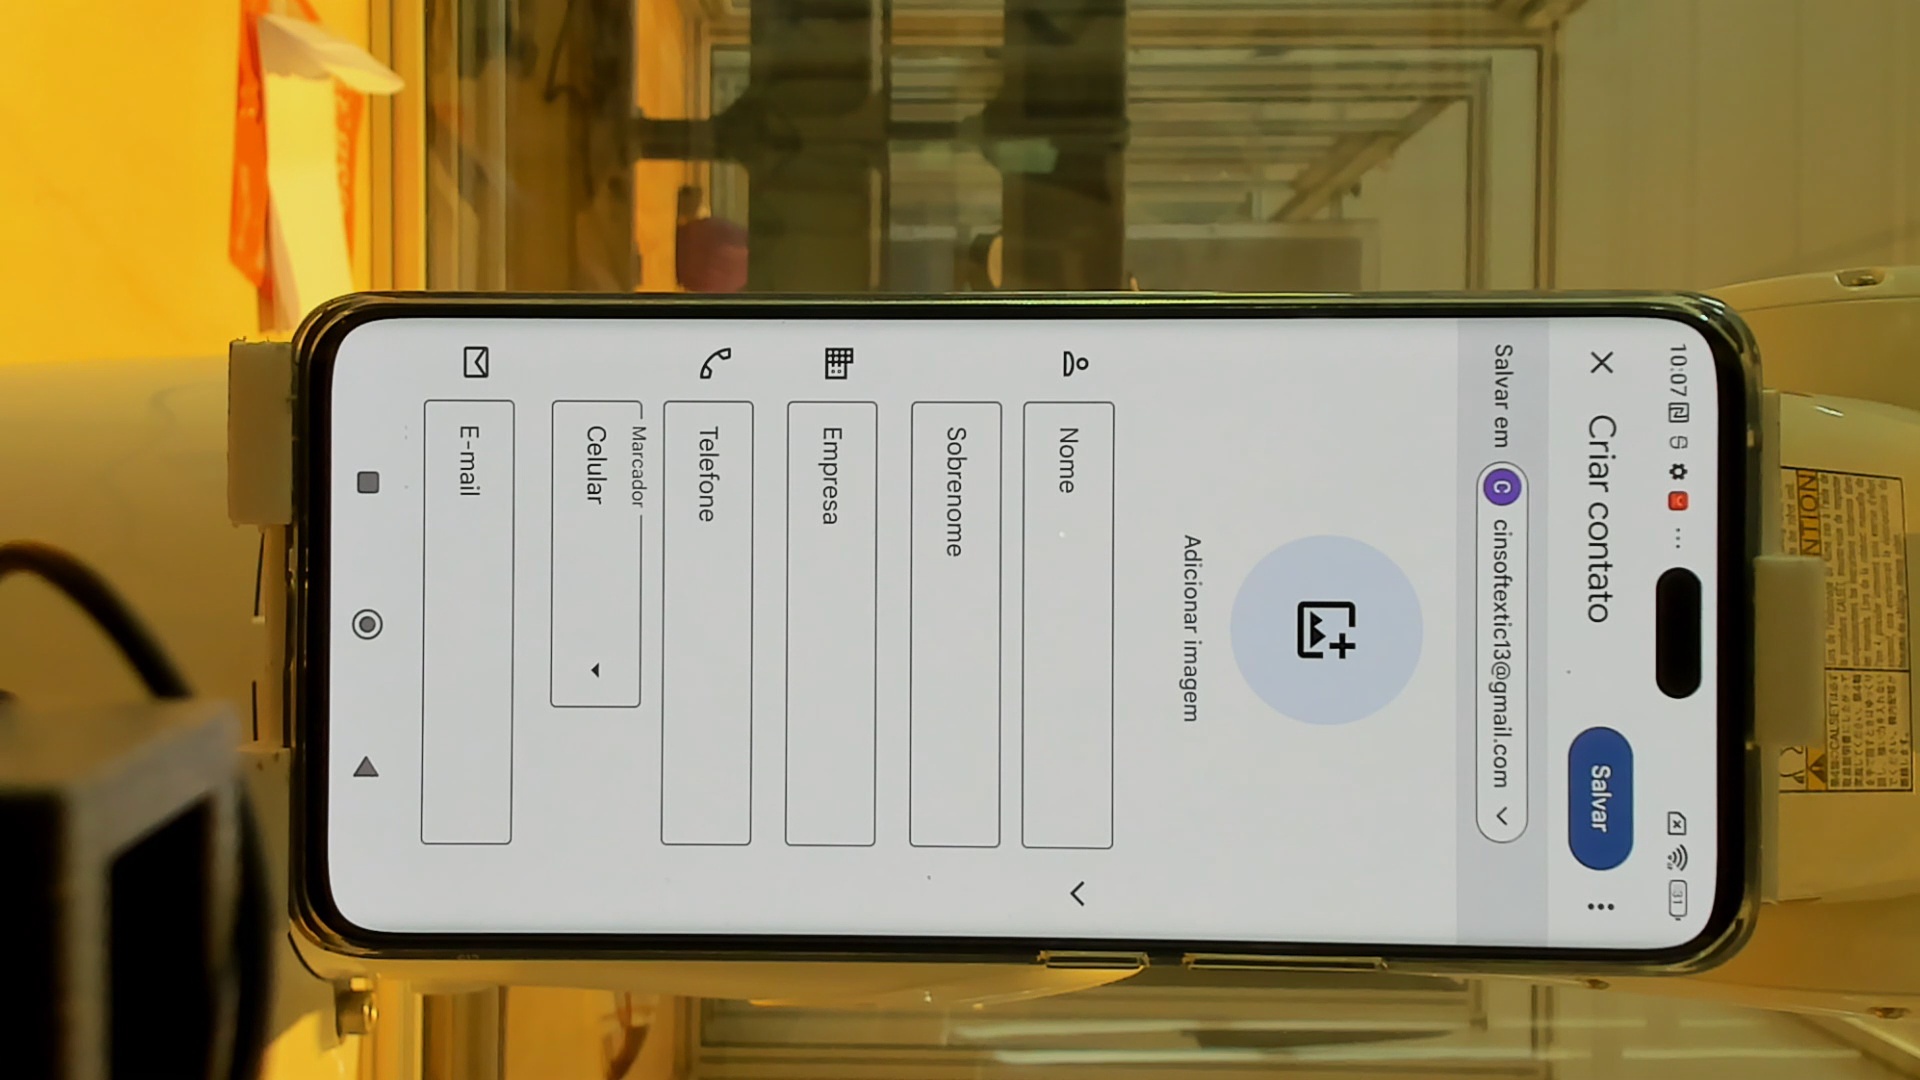 10:07
31
Criar contato
Salvar
Salvar em
C cinsoftextic13@gmail.com
Adicionar imagem
Nome
Sobrenome
Empresa
Telefone
Marcador
Celular
E-mail